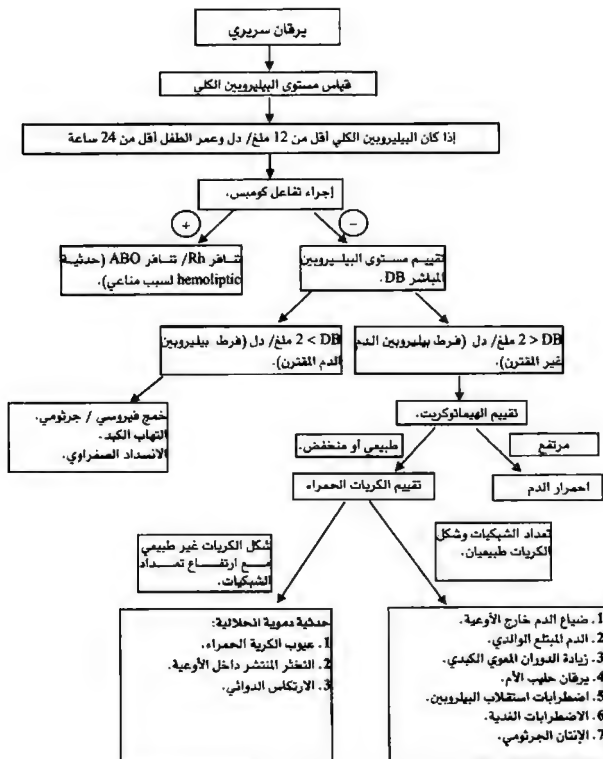 يرقان سريري
قياس مستوى البيليروبين الكلي
إذا كان البيليروبين الكلي أقل من 12 ملغ/ دل وعمر الطفل أقل من 24 ساعة
إجراء تفاعل كومبس.
+
−
تنافر Rh/ تنافر ABO (حدثية
hemoliptic لسبب مناعي).
تقييم مستوى البيليروبين
المباشر DB.
DB > 2 ملغ/ دل (فرط بيليروبين
الدم المقترن).
DB < 2 ملغ/ دل (فرط بيليروبين الدم
غير المقترن).
خمج فيروسي / جرثومي.
التهاب الكبد.
الانسداد الصفراوي.
تقييم الهيماتوكريت.
طبيعي أو منخفض.
مرتفع
تقييم الكريات الحمراء
احمرار الدم
شكل الكريات غير طبيعي
مع ارتفاع تعداد
الشبكيات.
تعداد الشبكيات وشكل
الكريات طبيعيان.
حدثية دموية انحلالية:
1. عيوب الكرية الحمراء.
2. التخثر المنتشر داخل الأوعية.
3. الارتكاس الدوائي.
1. ضياع الدم خارج الأوعية.
2. الدم المبتلع الوالدي.
3. زيادة الدوران المعوي الكبدي.
4. يرقان حليب الأم.
5. اضطرابات استقلاب البيلروبين.
6. الاضطرابات الغدية.
7. الإنتان الجرثومي.